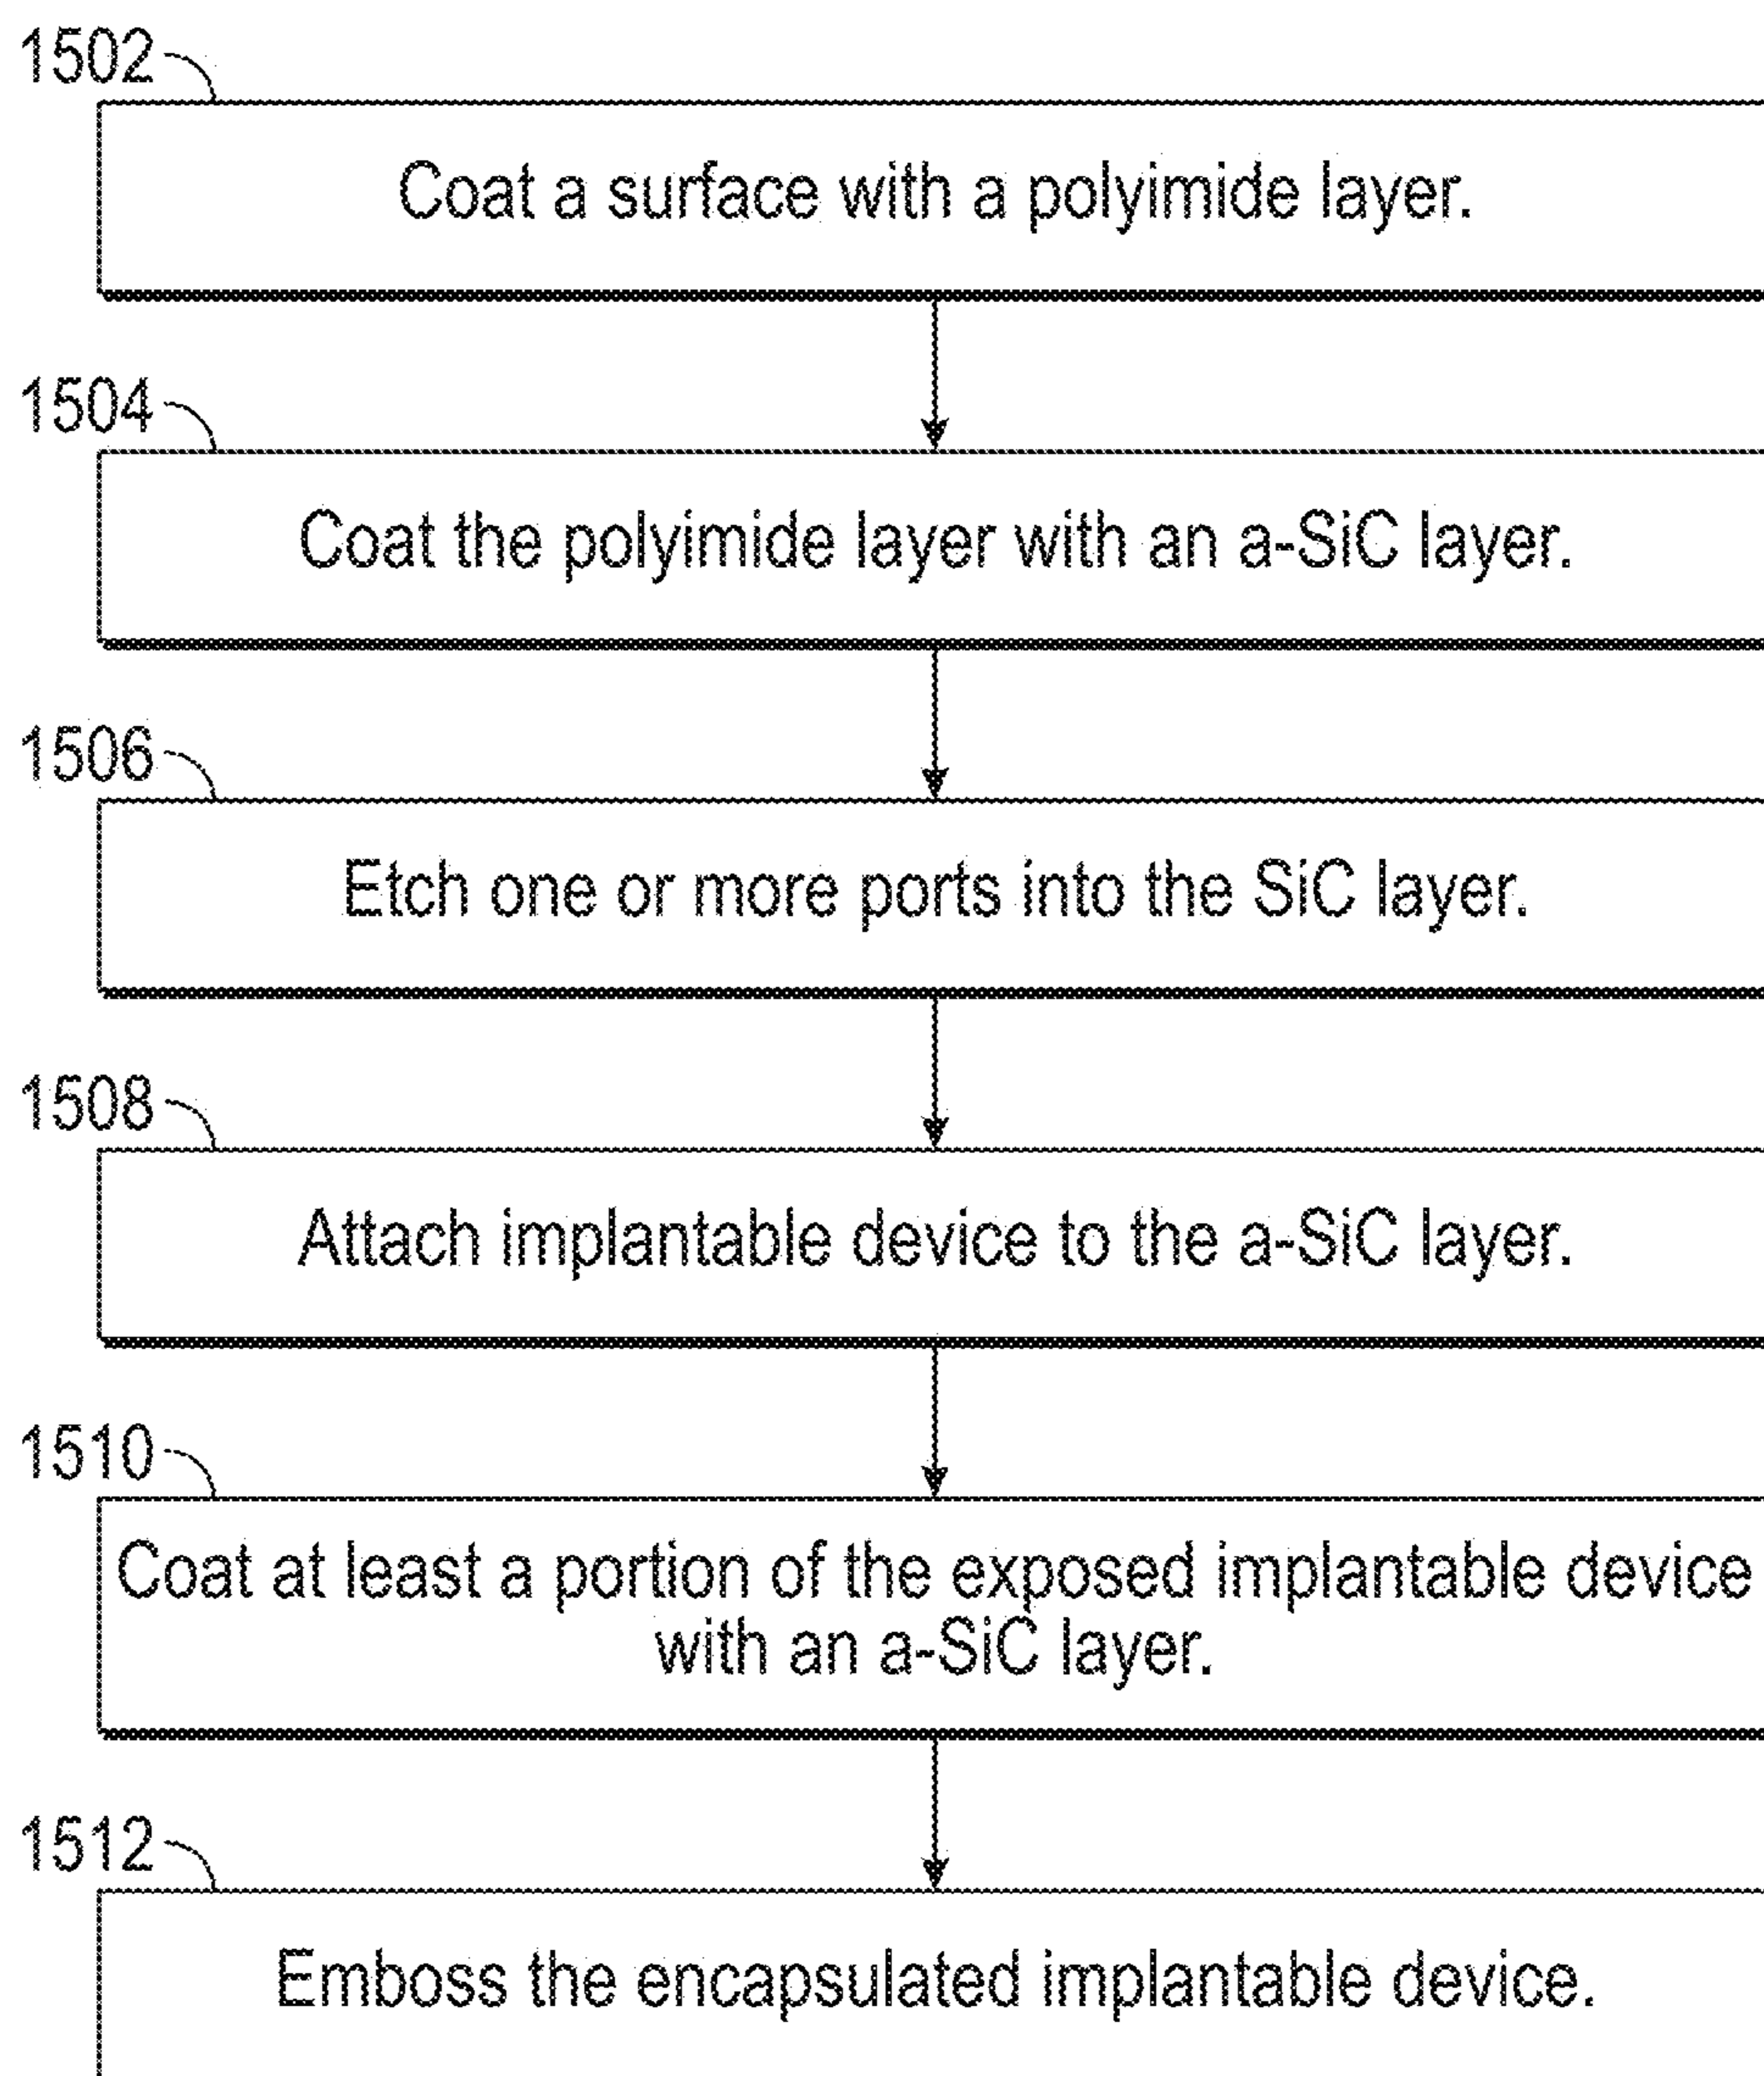 1502
Coat a surface with a polyimide layer.
1504
Coat the polyimide layer with an a-SiC layer.
1506
Etch one or more ports into the SiC layer.
1508
Attach implantable device to the a-SiC layer.
1510
Coat at least a portion of the exposed implantable device
with an a-SiC layer.
1512
Emboss the encapsulated implantable device.